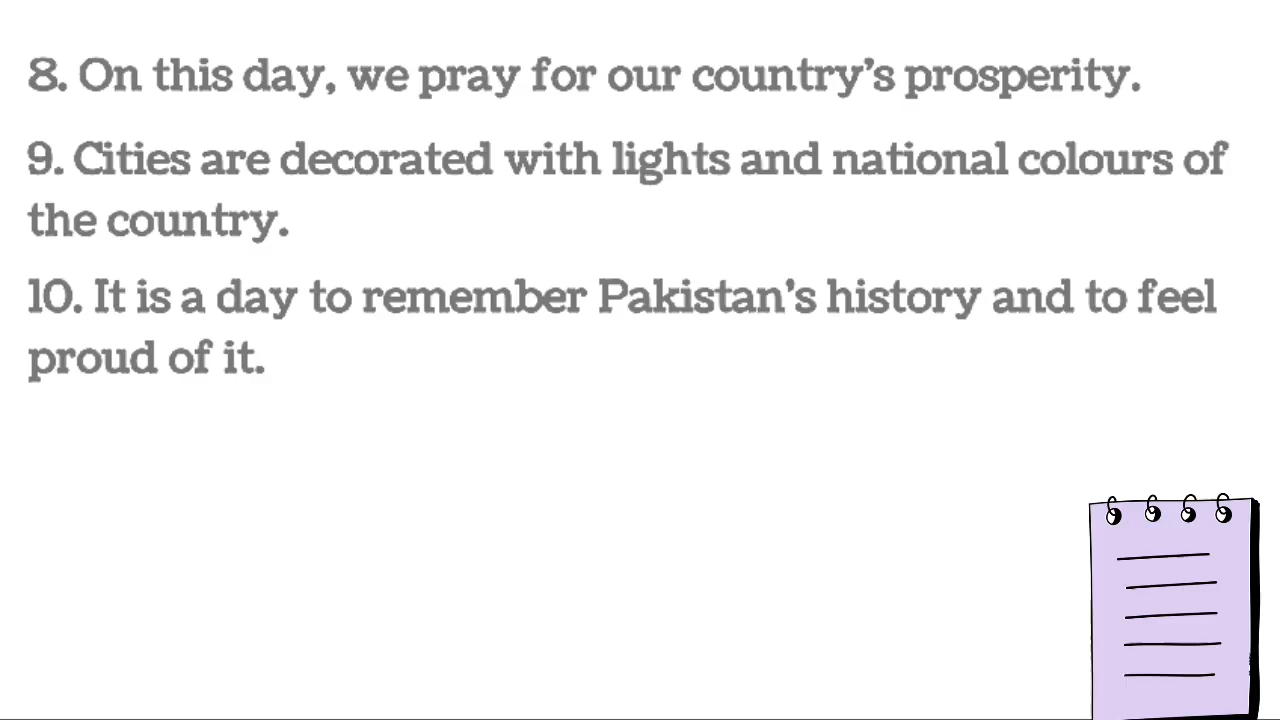 8. On this day, we pray for our country’s prosperity.
9. Cities are decorated with lights and national colours of
the country.
10. It is a day to remember Pakistan’s history and to feel
proud of it.